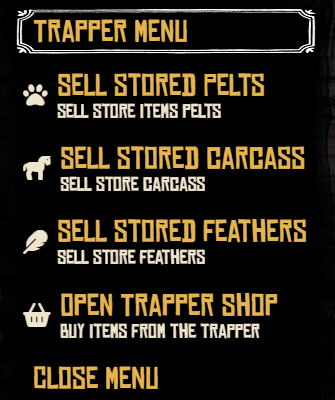 TRAPPER MENU
SELL STORED PELTS
SELL STORE ITEMS PELTS
SELL STORED CARCASS
SELL STORE CARCASS
SELL STORED FEATHERS
SELL STORE FEATHERS
OPEN TRAPPER SHOP
BUY ITEMS FROM THE TRAPPER
CLOSE MENU